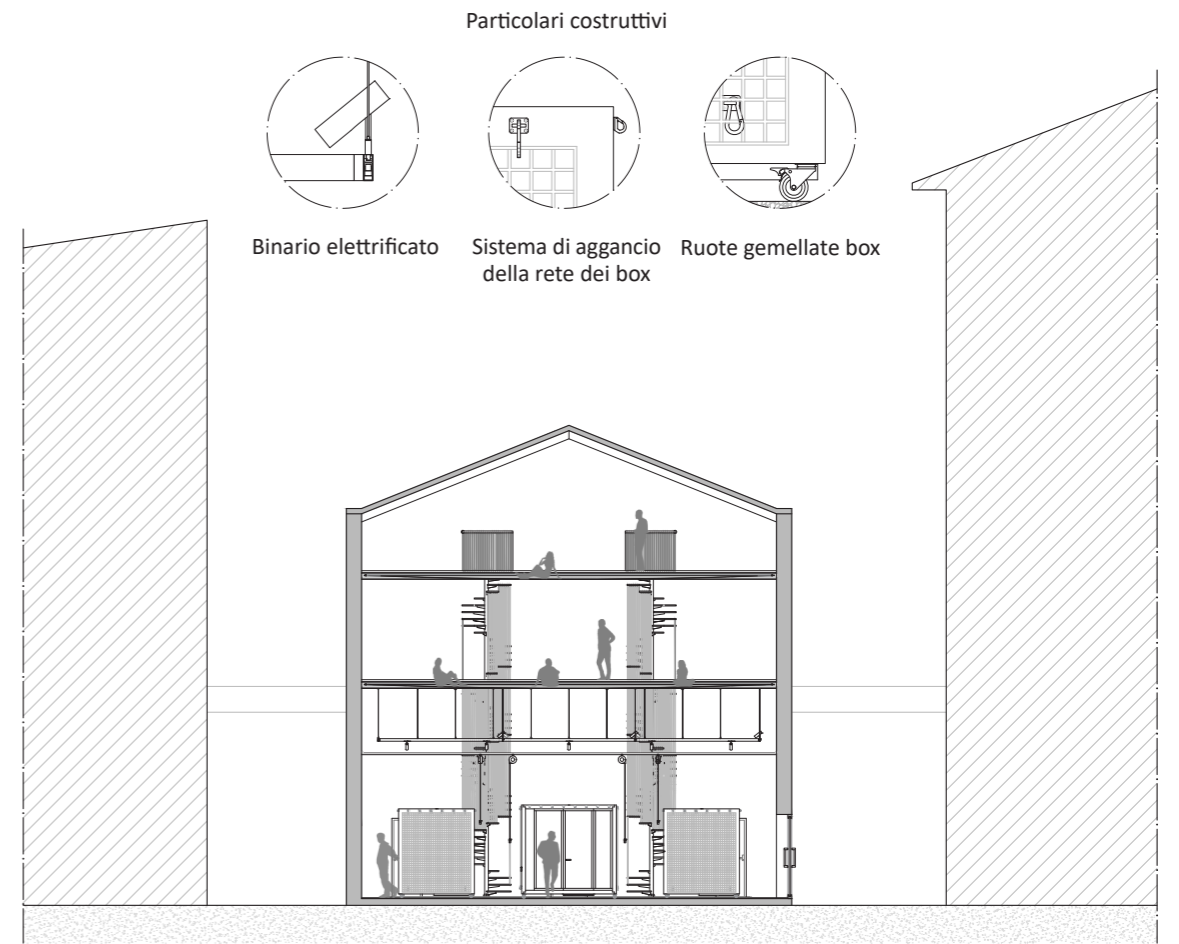 Particolari costruttivi
Binario elettrificato
Sistema di aggancio
della rete dei box
Ruote gemellate box